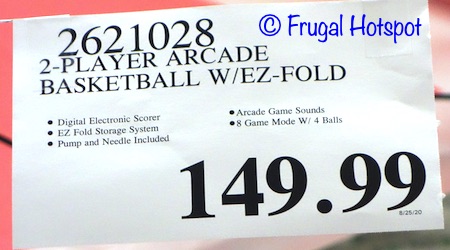 © Frugal Hotspot
2621028
2-PLAYER ARCADE
BASKETBALL W/EZ-FOLD
• Digital Electronic Scorer
• EZ Fold Storage System
• Pump and Needle Included
• Arcade Game Sounds
• 8 Game Mode W/ 4 Balls
149.99
8/25/20